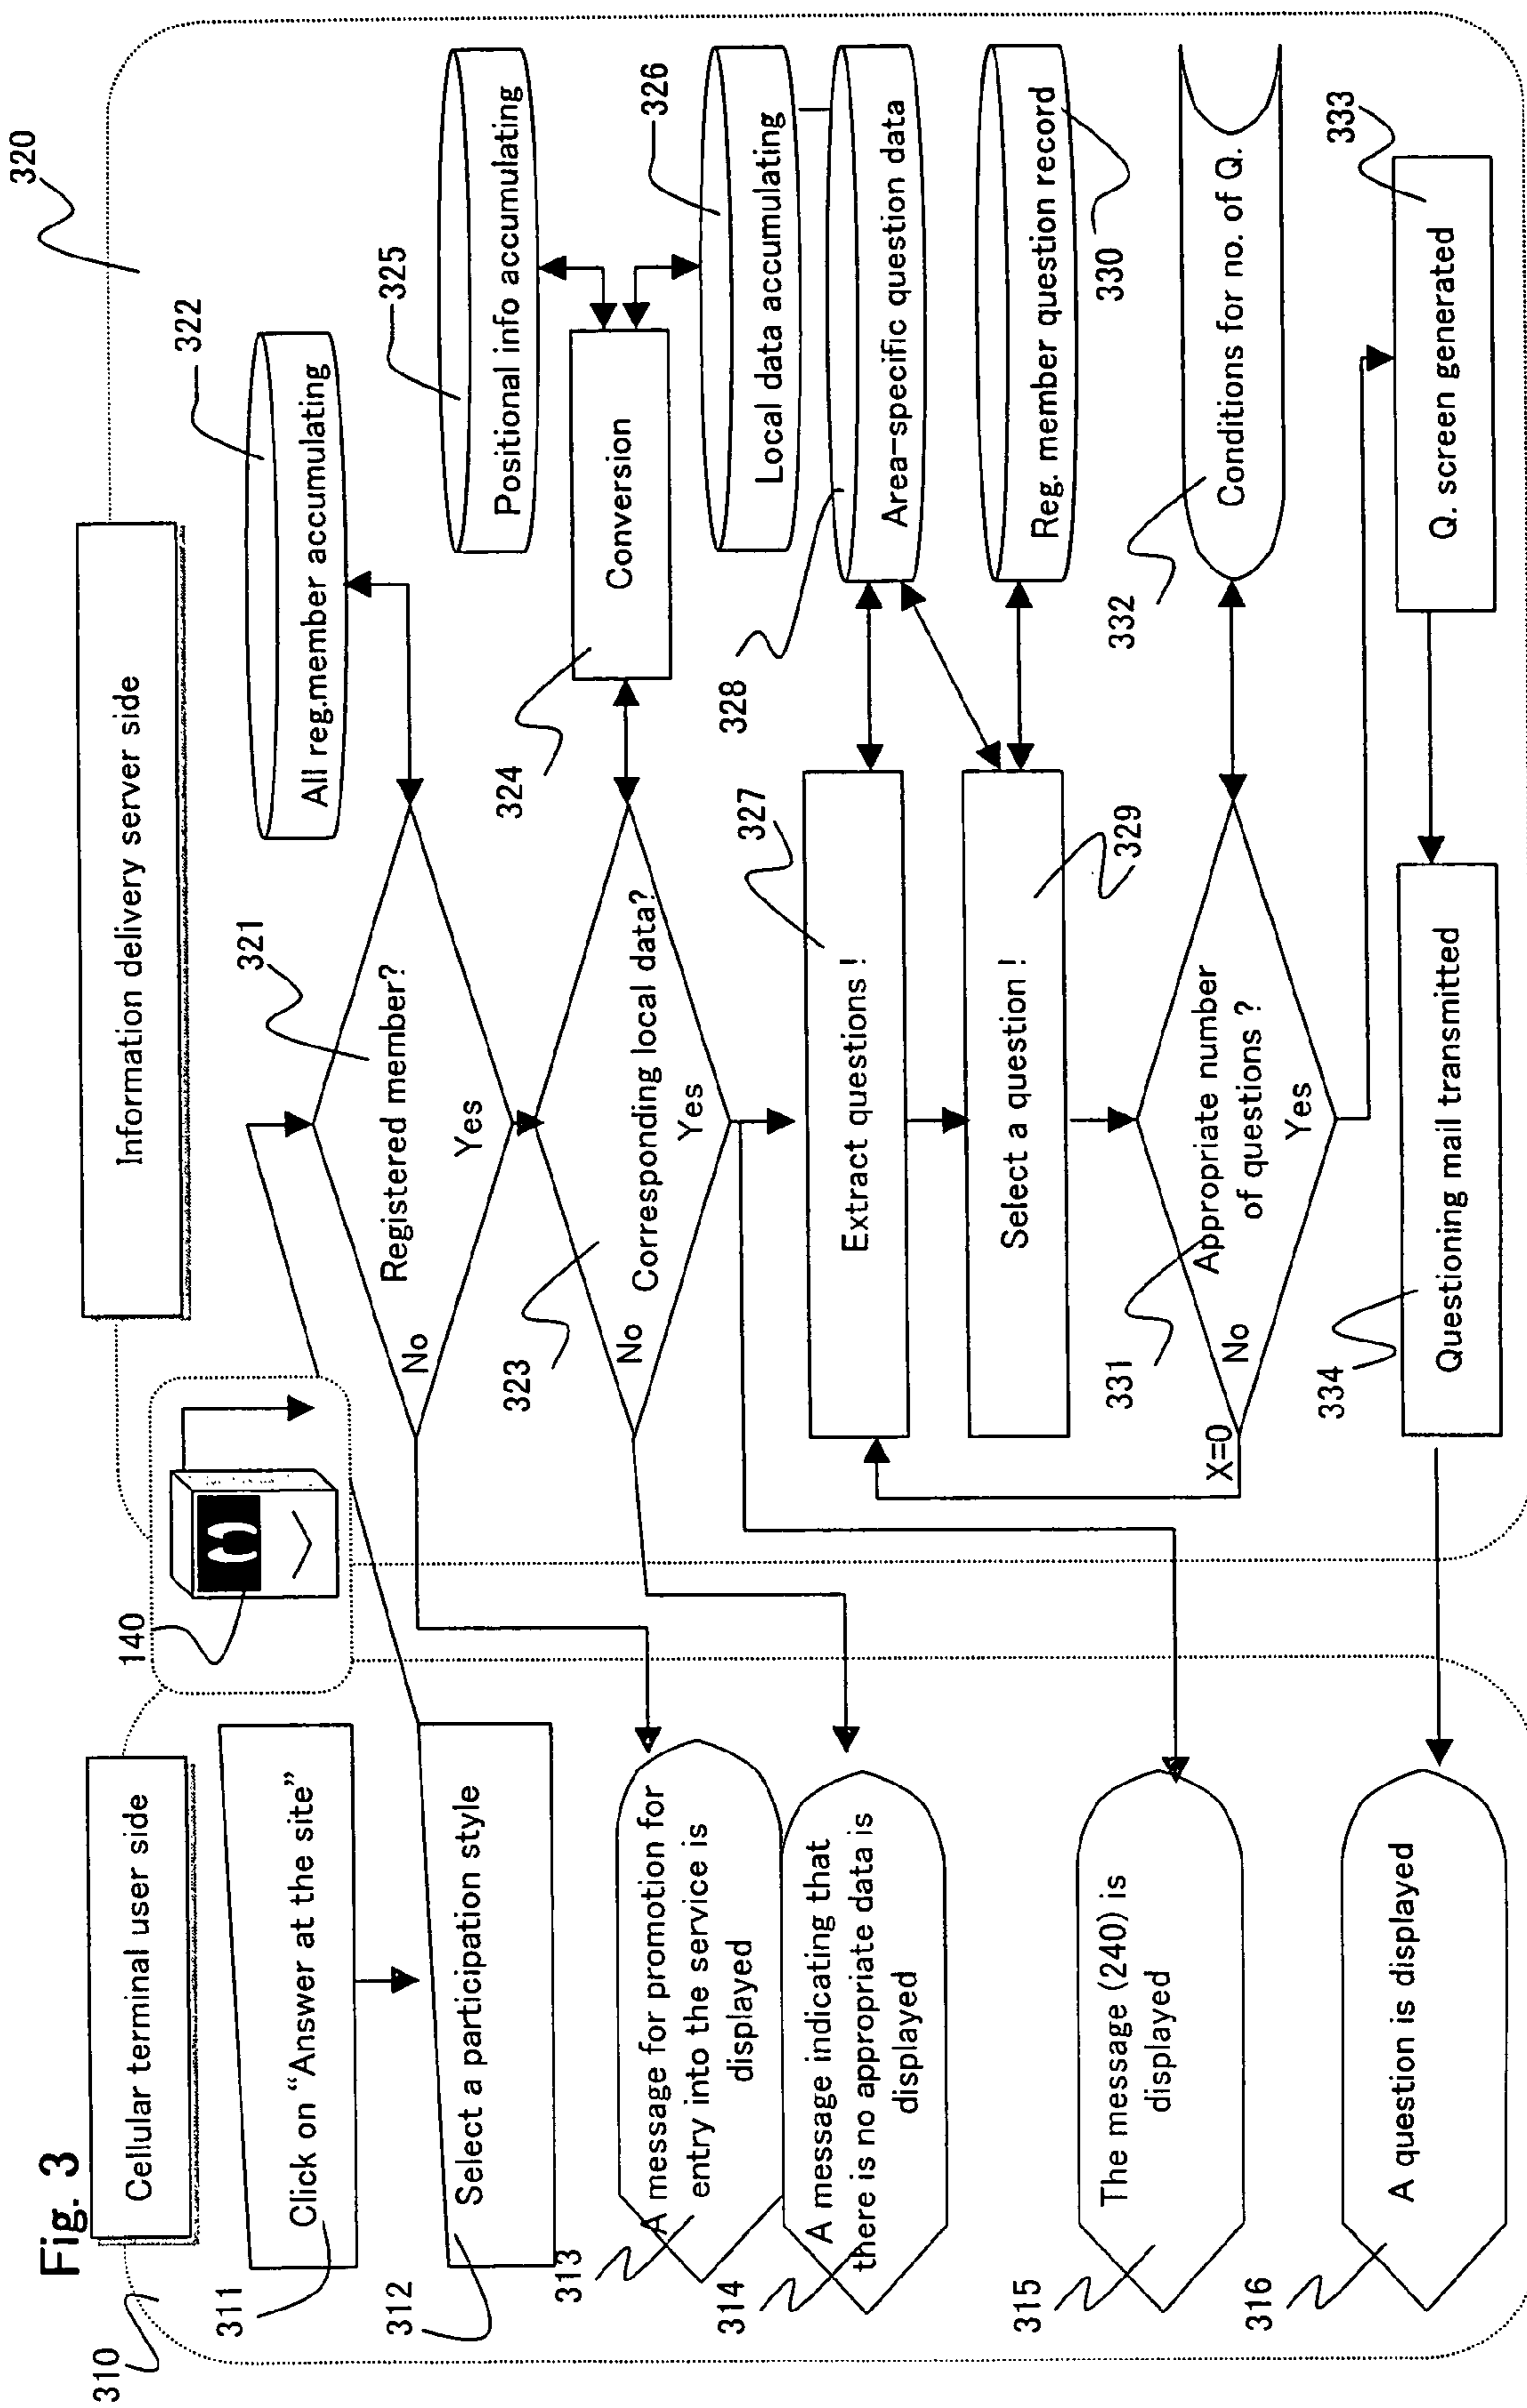 Fig. 3
310
Cellular terminal user side
311
Click on “Answer at the site”
312
Select a participation style
313
A message for promotion for
entry into the service is
displayed
314
A message indicating that
there is no appropriate data is
displayed
315
The message (240) is
displayed
316
A question is displayed
140
320
Information delivery server side
321
Registered member?
No
Yes
322
All reg.member accumulating
323
Corresponding local data?
No
Yes
324
Conversion
325
Positional info accumulating
326
Local data accumulating
327
Extract questions !
328
Area-specific question data
329
Select a question !
330
Reg. member question record
331
Appropriate number
of questions ?
No
X=0
Yes
332
Conditions for no. of Q.
333
Q. screen generated
334
Questioning mail transmitted